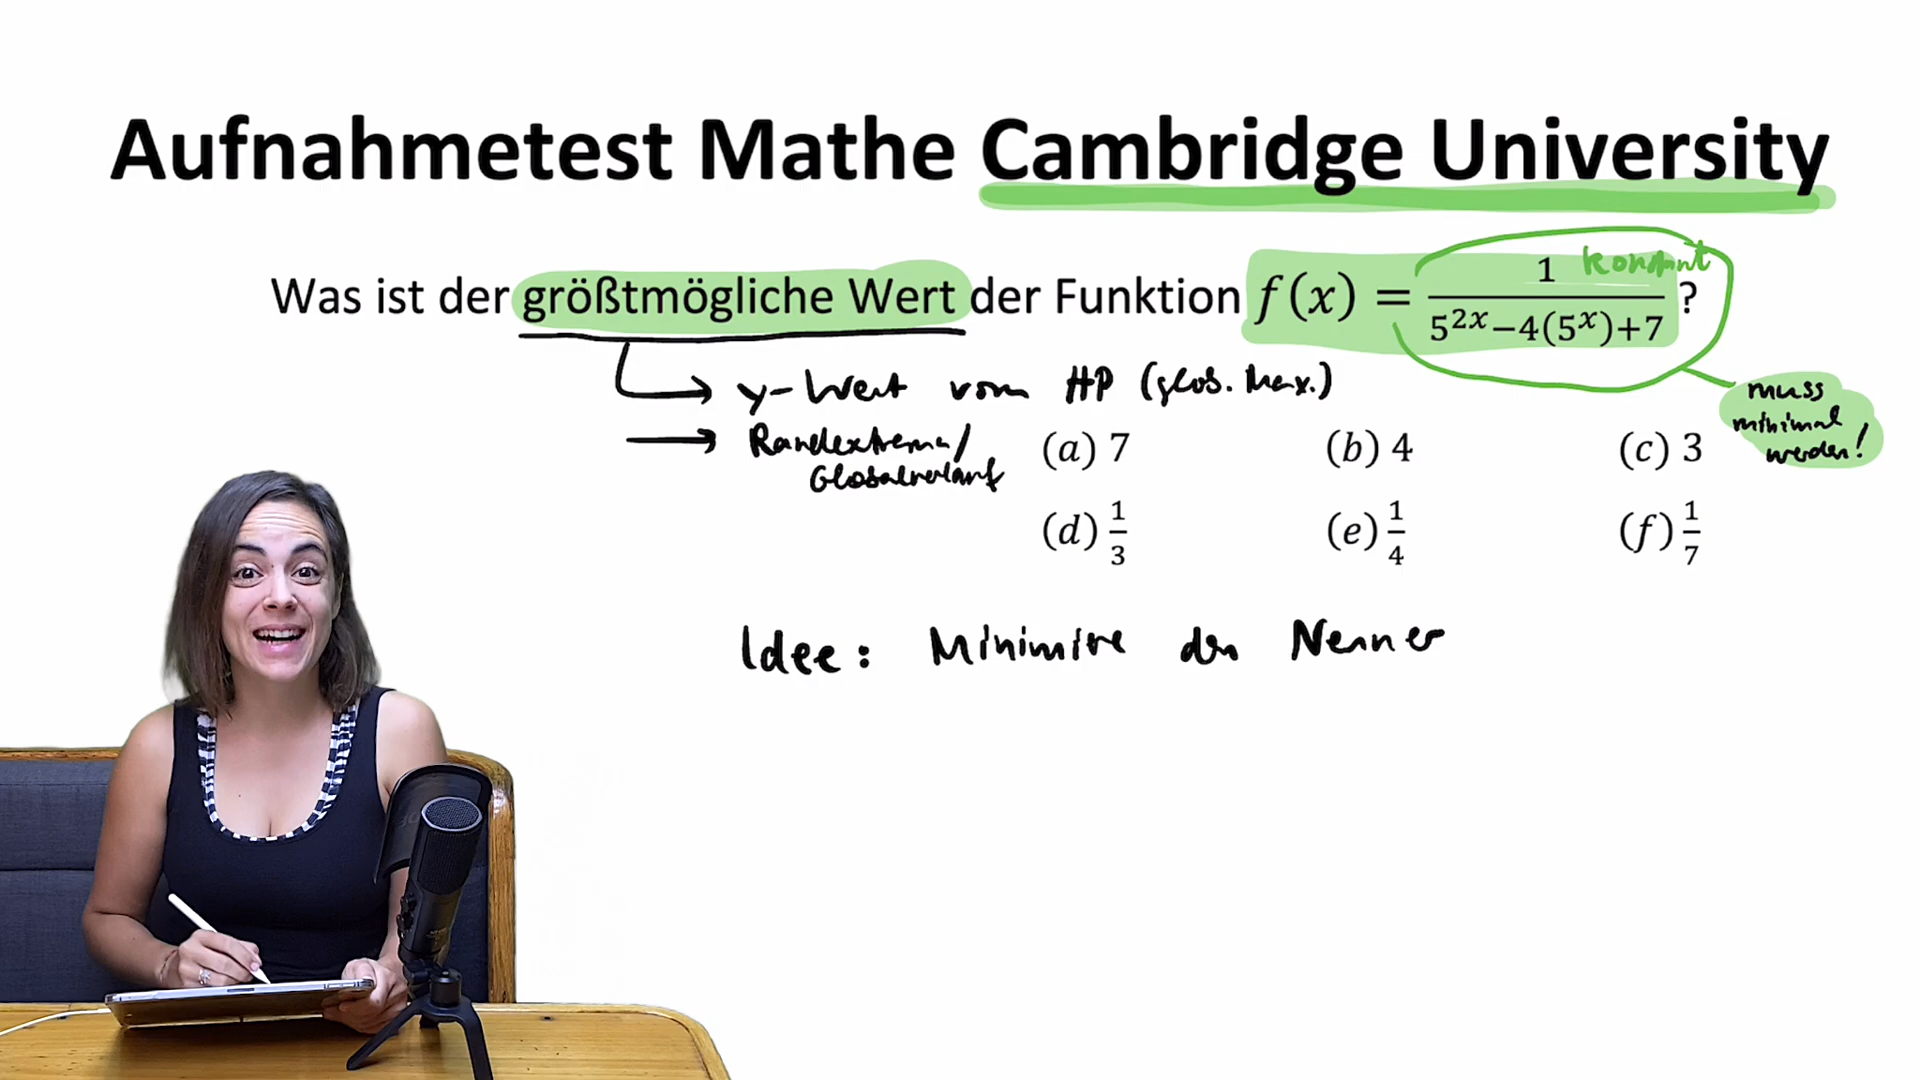 Aufnahmetest Mathe Cambridge University
Was ist der größtmögliche Wert der Funktion f(x) = 1/(5^{2x}−4(5^x)+7)?
konstant
muss
minimal
werden!
→ y-Wert vom HP (glob. Max.)
→ Randextrema/
Globalverlauf
(a) 7 (b) 4 (c) 3
(d) 1/3 (e) 1/4 (f) 1/7
Idee: Minimiere den Nenner